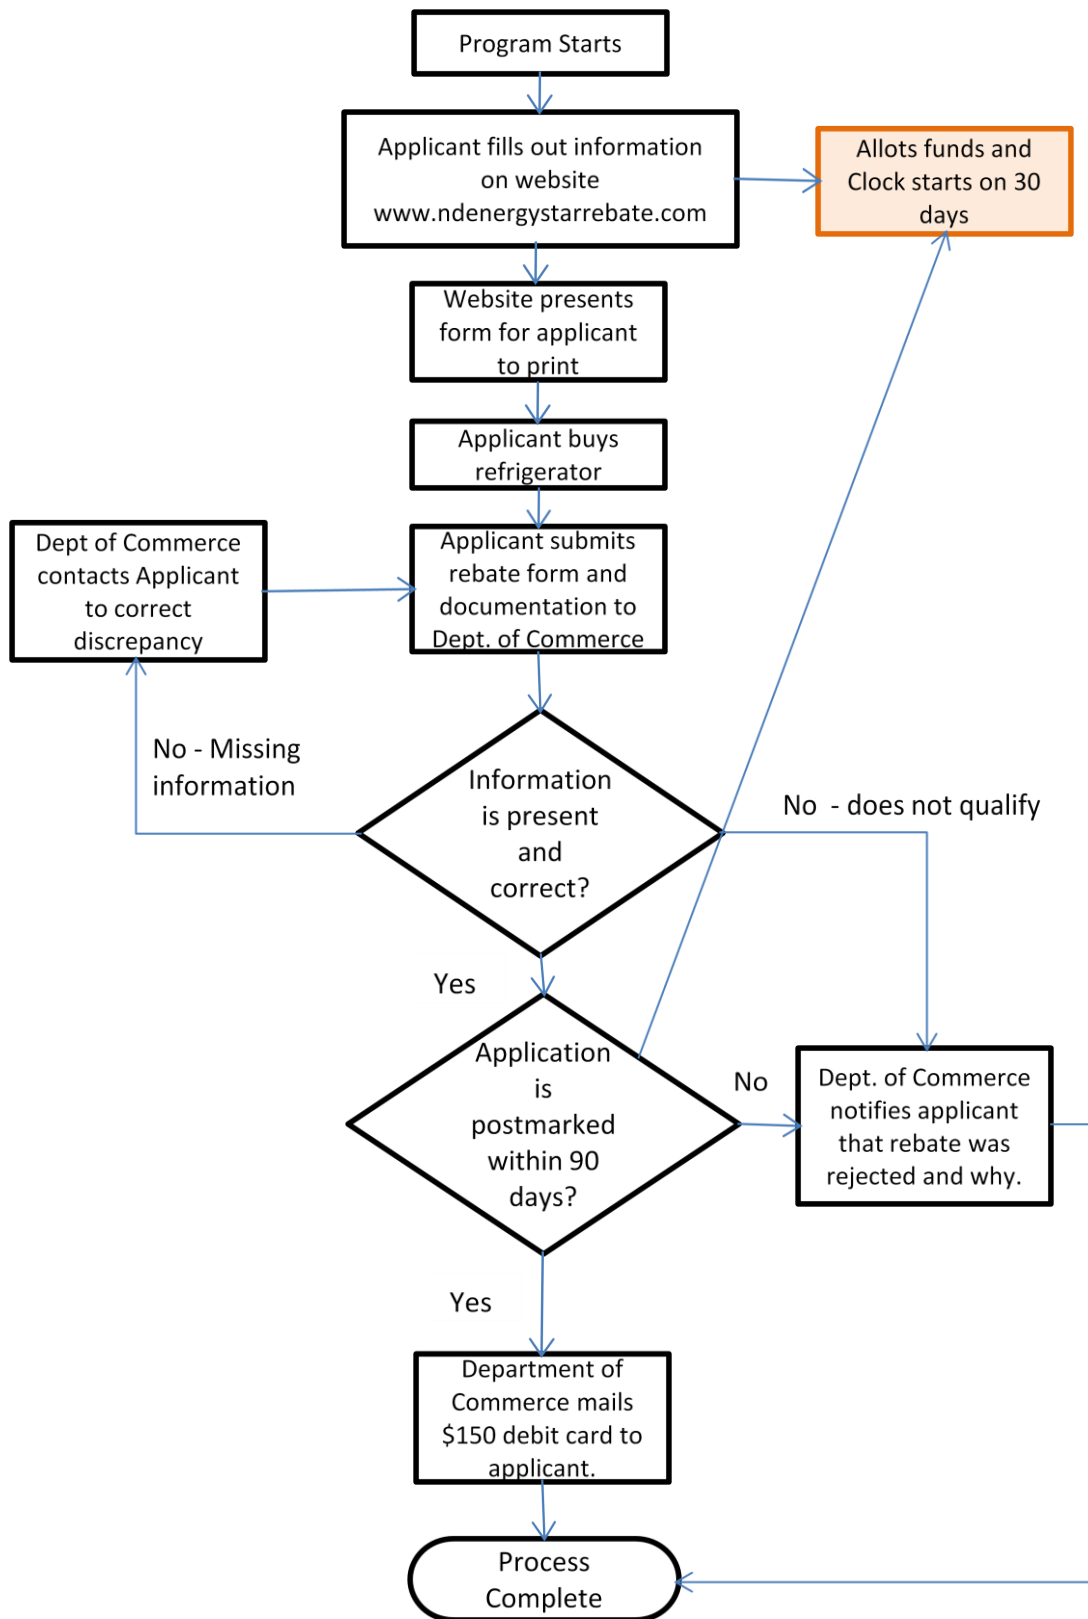 Program Starts
Applicant fills out information
on website
www.ndenergystarrebate.com
Allots funds and
Clock starts on 30
days
Website presents
form for applicant
to print
Applicant buys
refrigerator
Dept of Commerce
contacts Applicant
to correct
discrepancy
Applicant submits
rebate form and
documentation to
Dept. of Commerce
No - Missing
information
Information
is present
and
correct?
No  - does not qualify
Yes
Application
is
postmarked
within 90
days?
No
Dept. of Commerce
notifies applicant
that rebate was
rejected and why.
Yes
Department of
Commerce mails
$150 debit card to
applicant.
Process
Complete